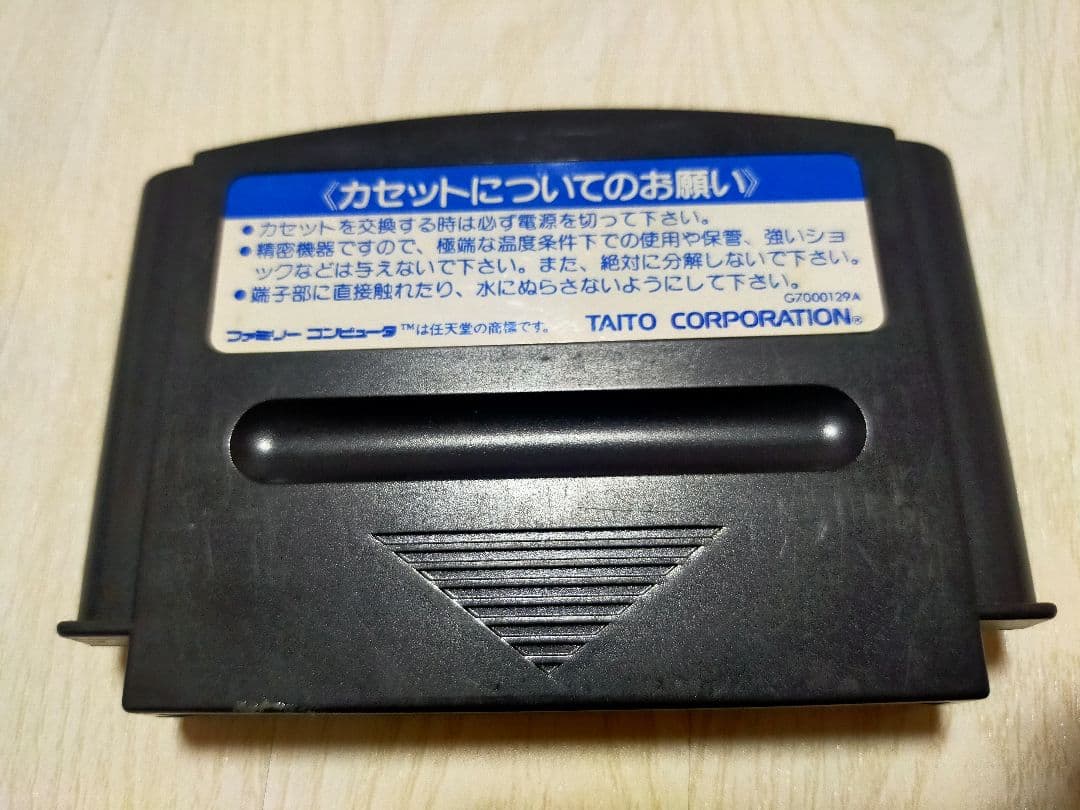 《カセットについてのお願い》
●カセットを交換する時は必ず電源を切って下さい。
●精密機器ですので、極端な温度条件下での使用や保管、強いショ
ックなどは与えないで下さい。また、絶対に分解しないで下さい。
●端子部に直接触れたり、水にぬらさないようにして下さい。
G7000129A
ファミリー コンピュータ™は任天堂の商標です。 TAITO CORPORATION®